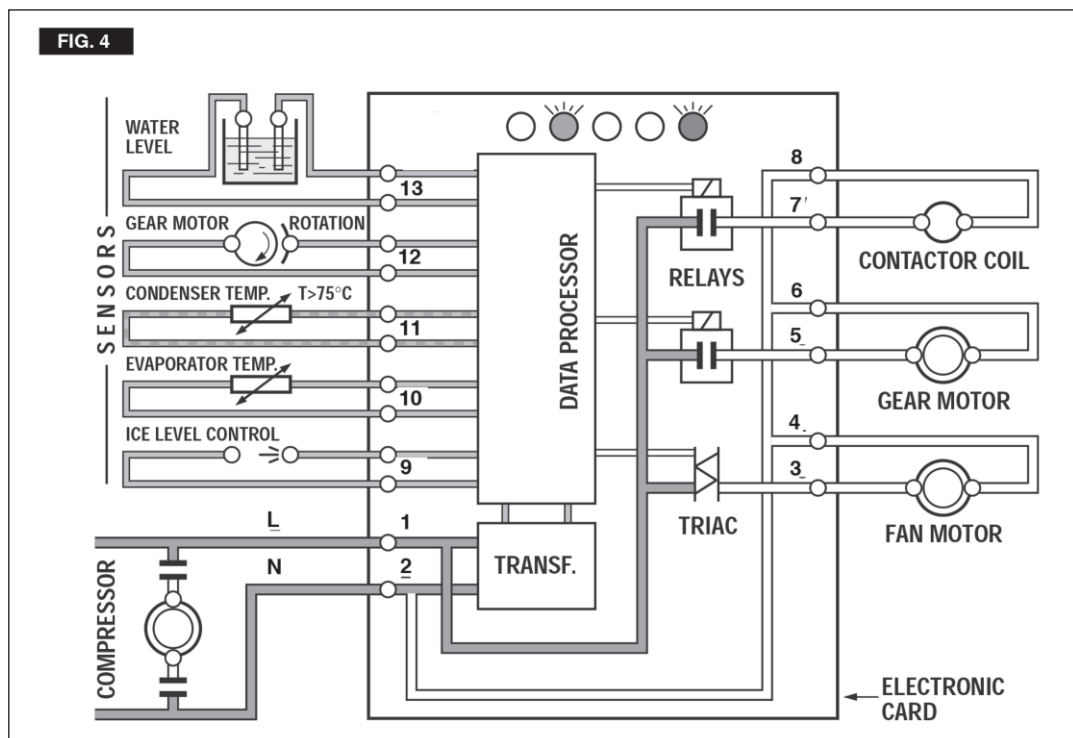 FIG. 4
WATER
LEVEL
13
GEAR MOTOR ROTATION
12
CONDENSER TEMP. T>75°C
11
EVAPORATOR TEMP.
10
ICE LEVEL CONTROL
9
SENSORS
L 1
N 2
COMPRESSOR
DATA PROCESSOR
TRANSF.
RELAYS
TRIAC
8
7
CONTACTOR COIL
6
5
GEAR MOTOR
4
3
FAN MOTOR
ELECTRONIC
CARD